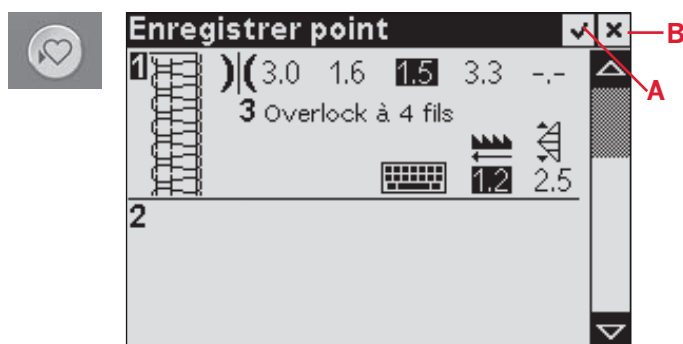 Enregistrer point
B
A
1 3.0 1.6 1.5 3.3 -.-
3 Overlock à 4 fils
1.2 2.5
2